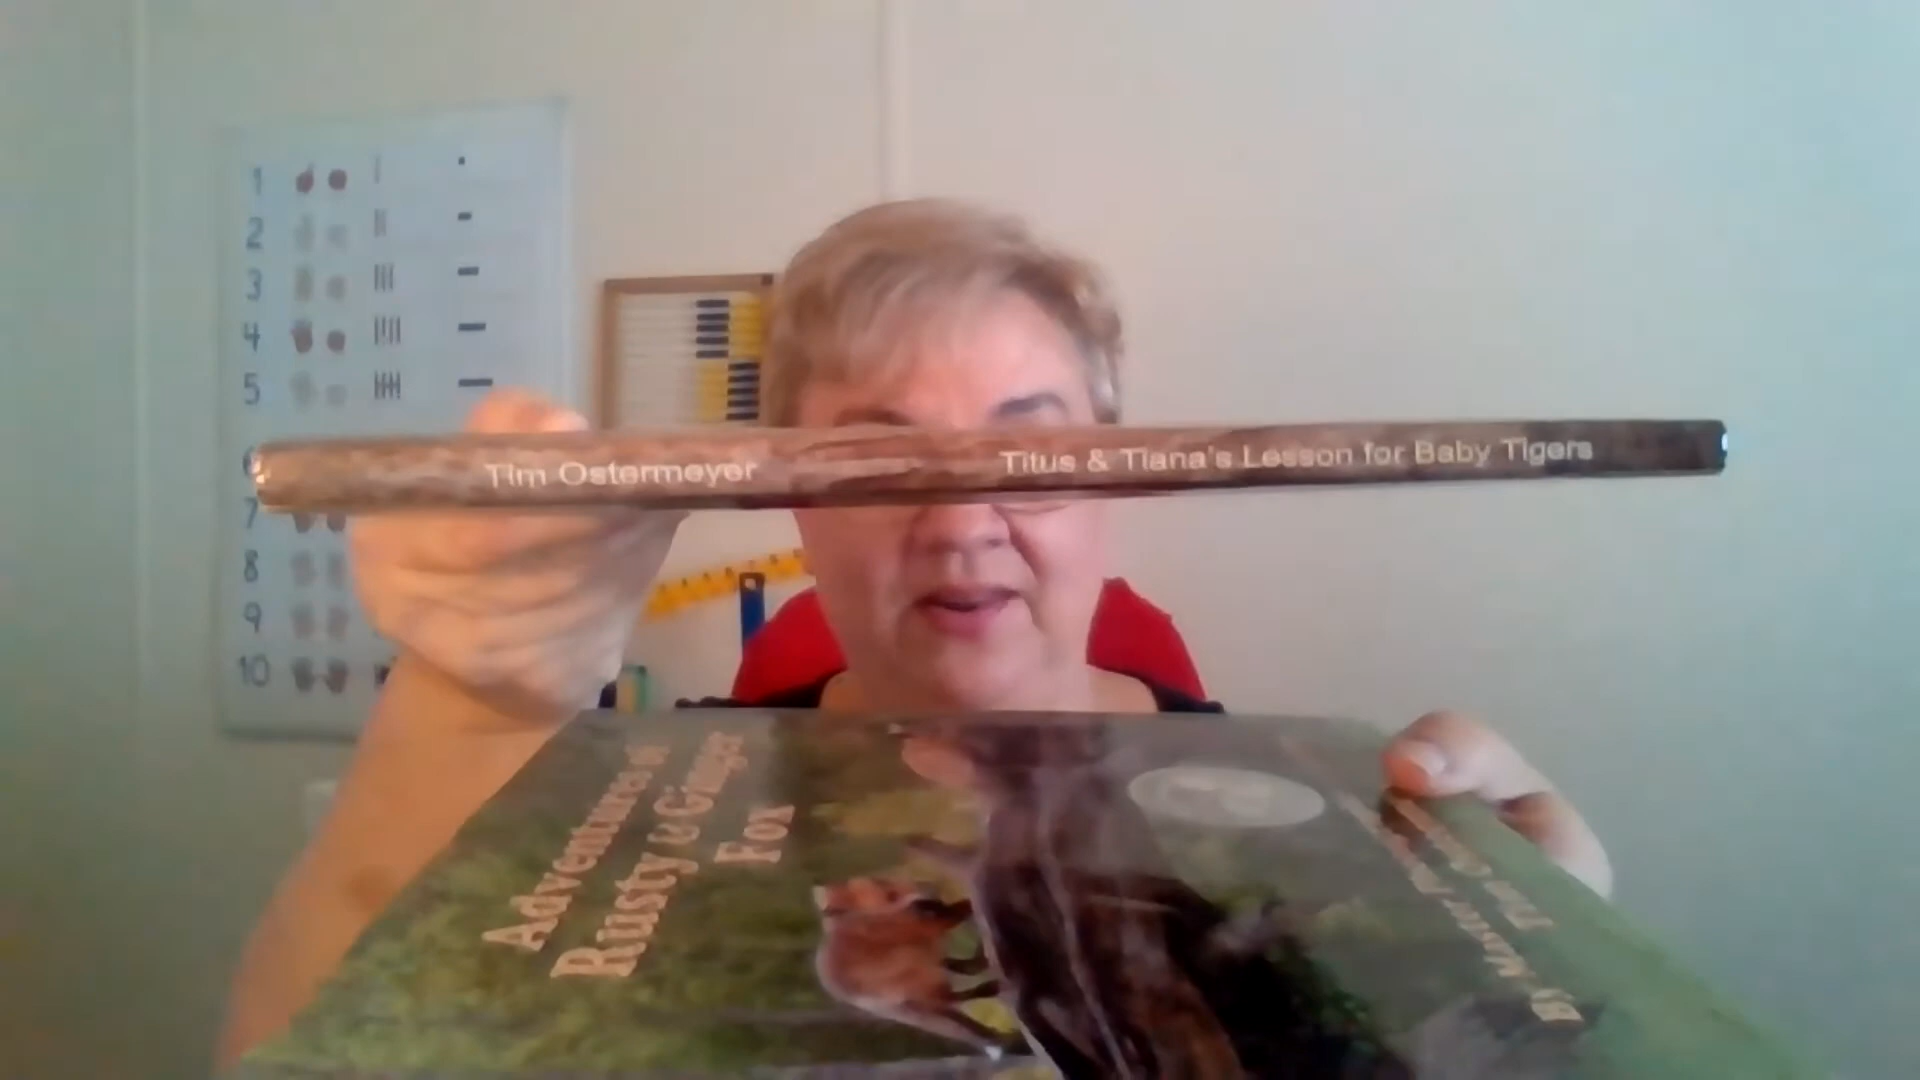 1
2
3
4
5
7
8
9
10
Tim Ostermeyer Titus & Tiana's Lesson for Baby Tigers
Adventures of
Rusty & Ginger
Fox